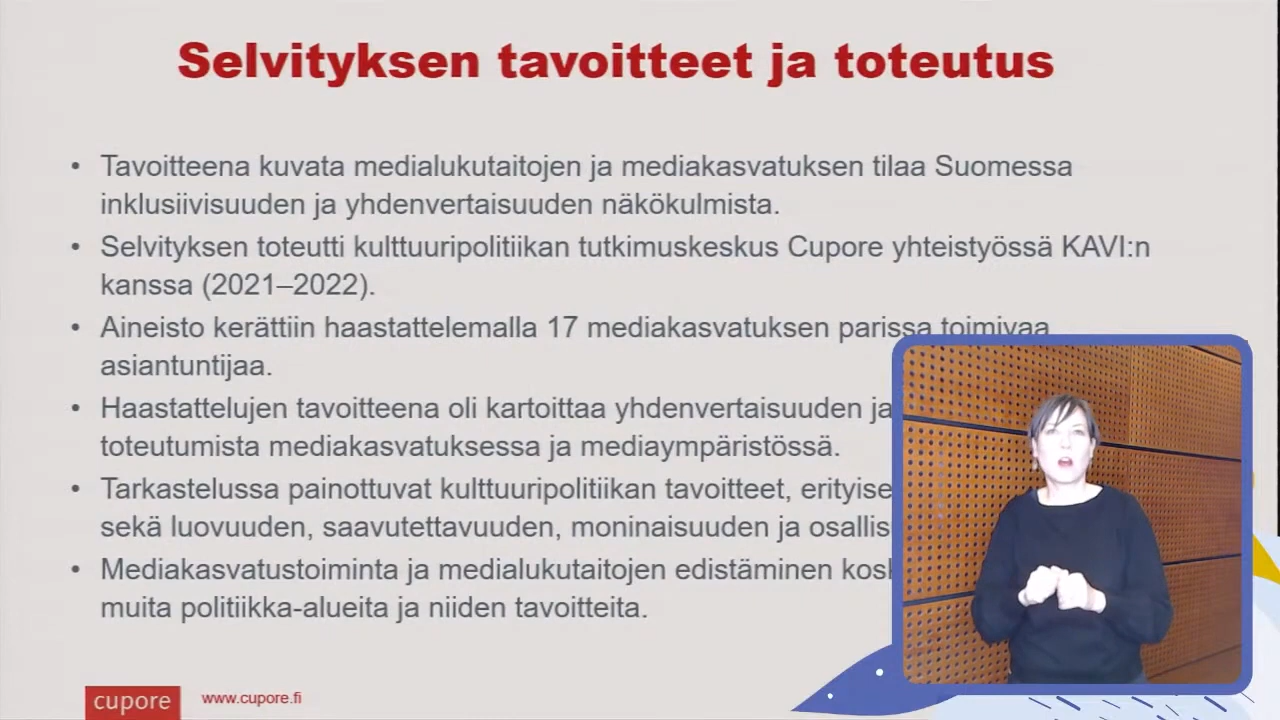 Selvityksen tavoitteet ja toteutus
• Tavoitteena kuvata medialukutaitojen ja mediakasvatuksen tilaa Suomessa
inklusiivisuuden ja yhdenvertaisuuden näkökulmista.
• Selvityksen toteutti kulttuuripolitiikan tutkimuskeskus Cupore yhteistyössä KAVI:n
kanssa (2021–2022).
• Aineisto kerättiin haastattelemalla 17 mediakasvatuksen parissa toimivaa
asiantuntijaa.
• Haastattelujen tavoitteena oli kartoittaa yhdenvertaisuuden ja
toteutumista mediakasvatuksessa ja mediaympäristössä.
• Tarkastelussa painottuvat kulttuuripolitiikan tavoitteet,
sekä luovuuden, saavutettavuuden, moninaisuuden ja
• Mediakasvatustoiminta ja medialukutaitojen edistäminen
muita politiikka-alueita ja niiden tavoitteita.
cupore www.cupore.fi